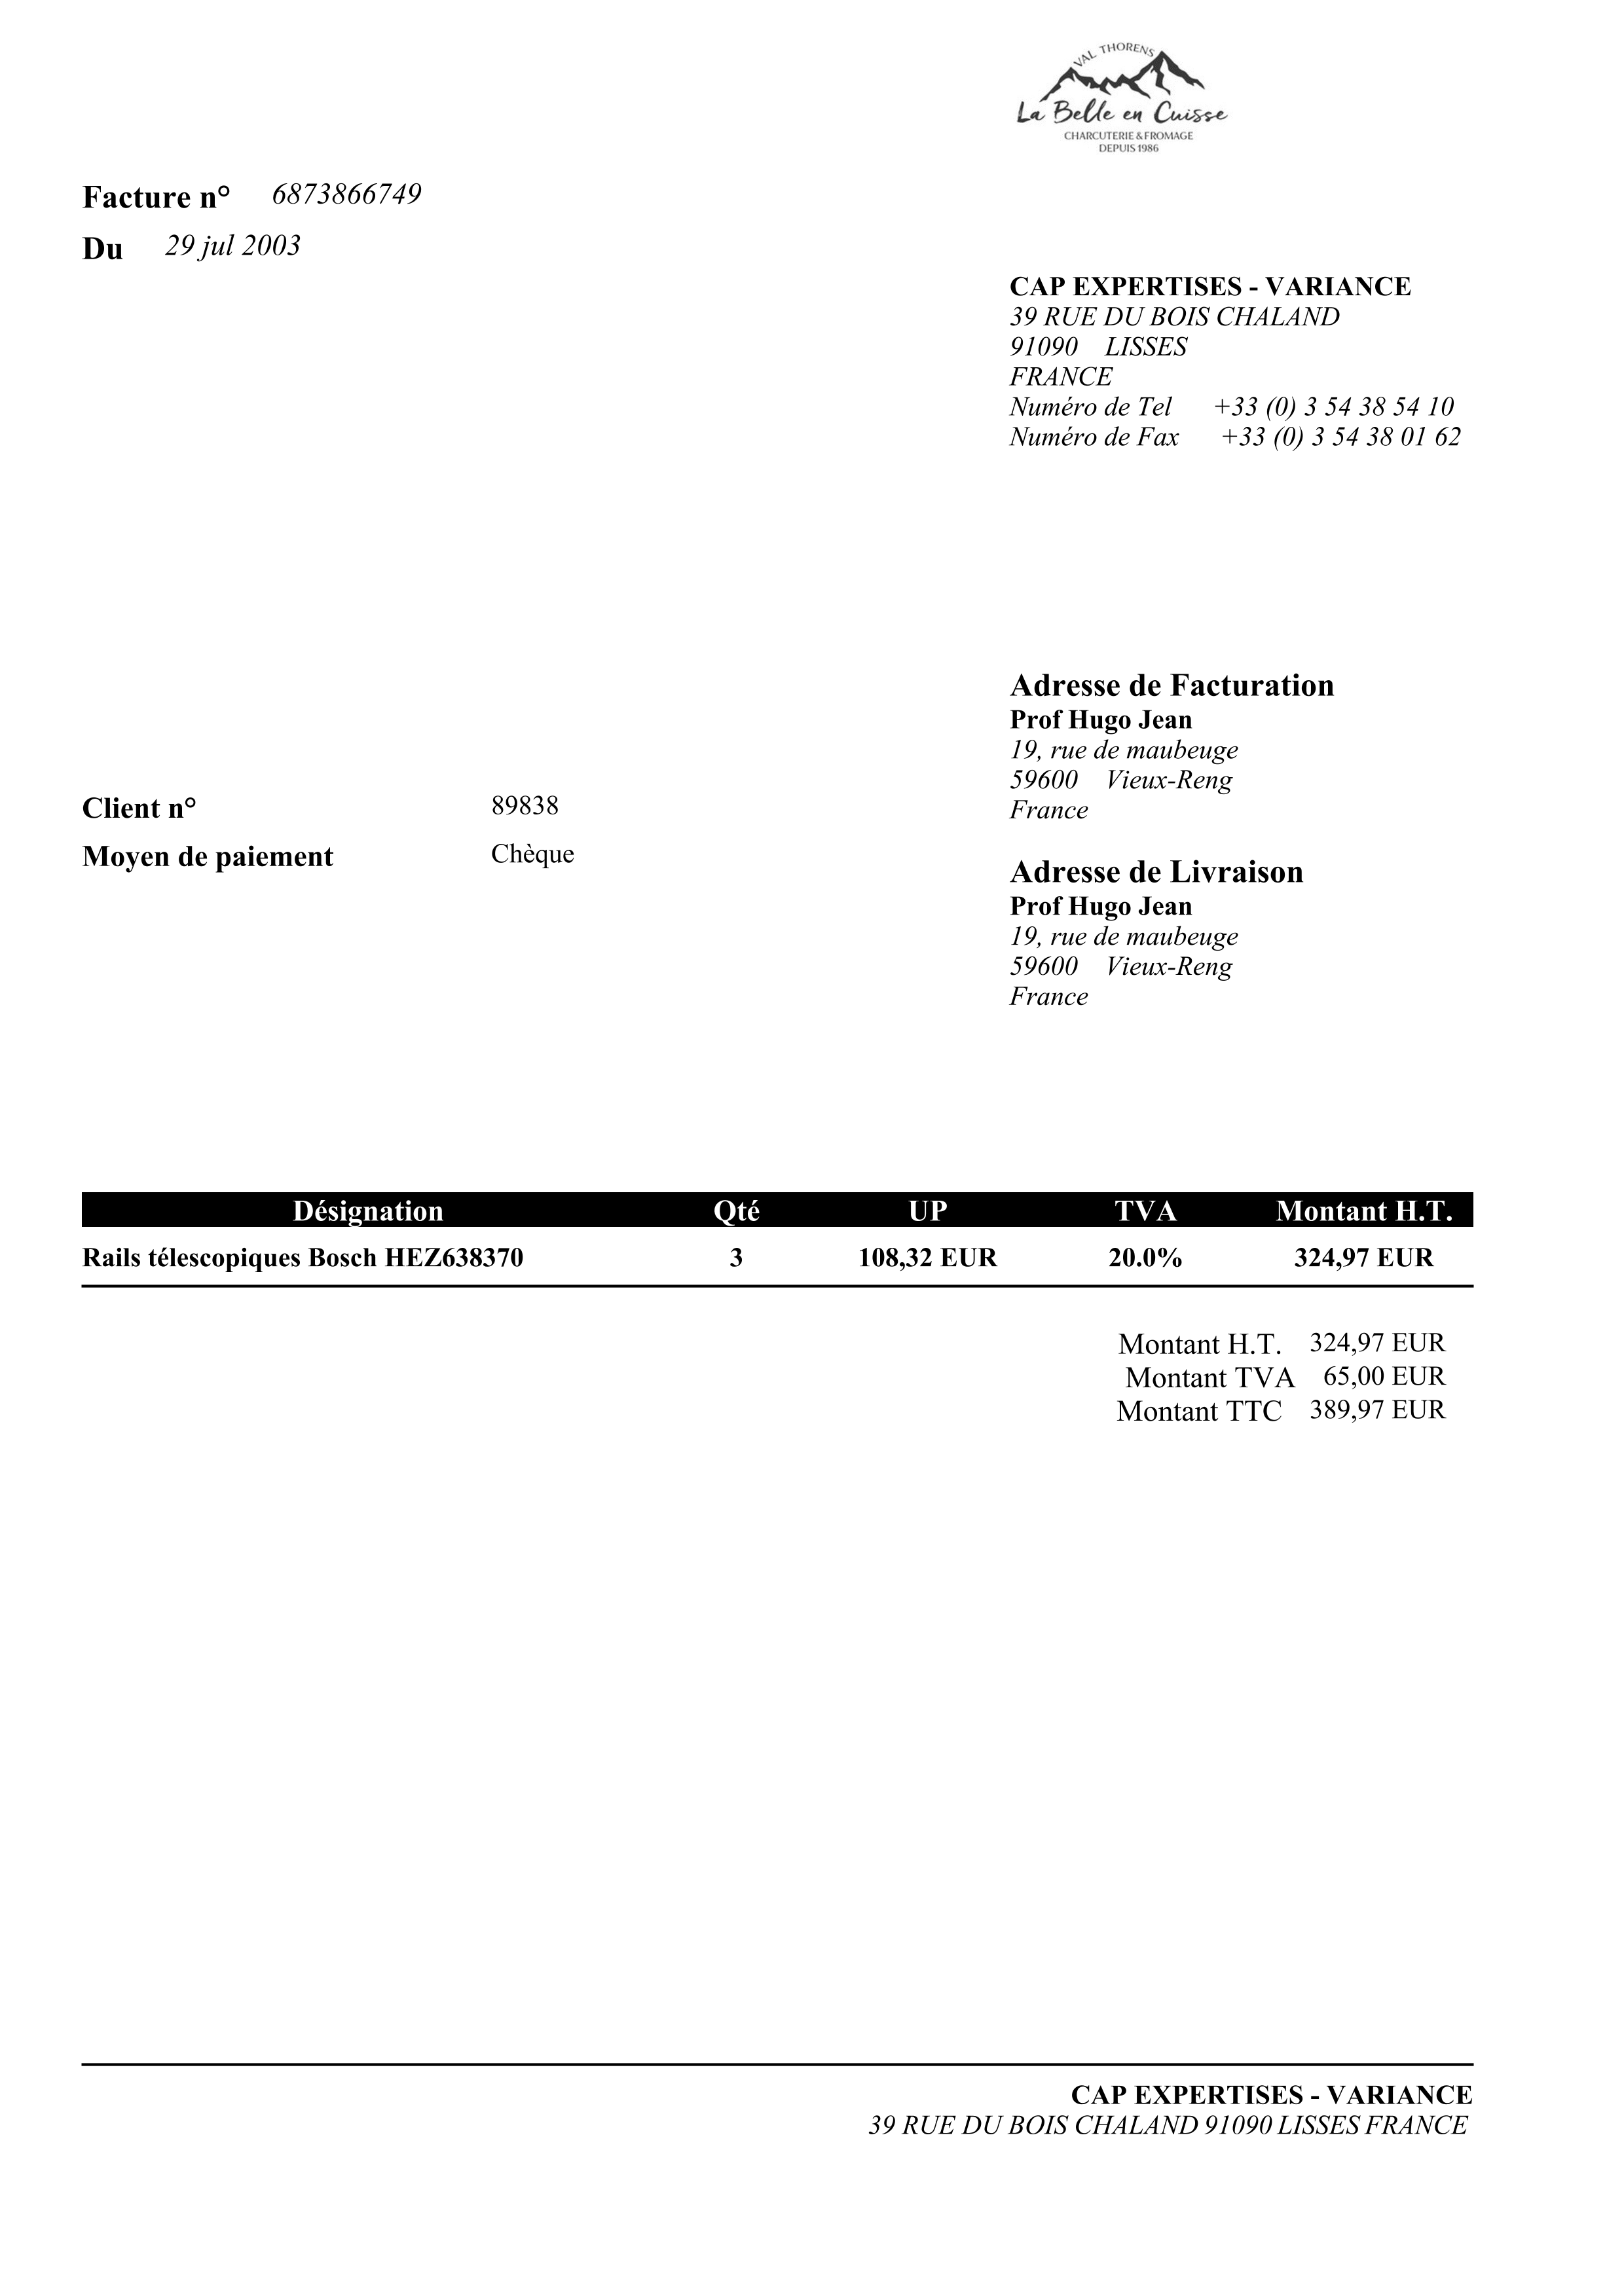 VAL THORENS
La Belle en Cuisse
CHARCUTERIE & FROMAGE
DEPUIS 1986
Facture n° 6873866749
Du 29 jul 2003
CAP EXPERTISES - VARIANCE
39 RUE DU BOIS CHALAND
91090 LISSES
FRANCE
Numéro de Tel +33 (0) 3 54 38 54 10
Numéro de Fax +33 (0) 3 54 38 01 62
Adresse de Facturation
Prof Hugo Jean
19, rue de maubeuge
59600 Vieux-Reng
France
Client n° 89838
Moyen de paiement Chèque
Adresse de Livraison
Prof Hugo Jean
19, rue de maubeuge
59600 Vieux-Reng
France
Désignation Qté UP TVA Montant H.T.
Rails télescopiques Bosch HEZ638370 3 108,32 EUR 20.0% 324,97 EUR
Montant H.T. 324,97 EUR
Montant TVA 65,00 EUR
Montant TTC 389,97 EUR
CAP EXPERTISES - VARIANCE
39 RUE DU BOIS CHALAND 91090 LISSES FRANCE